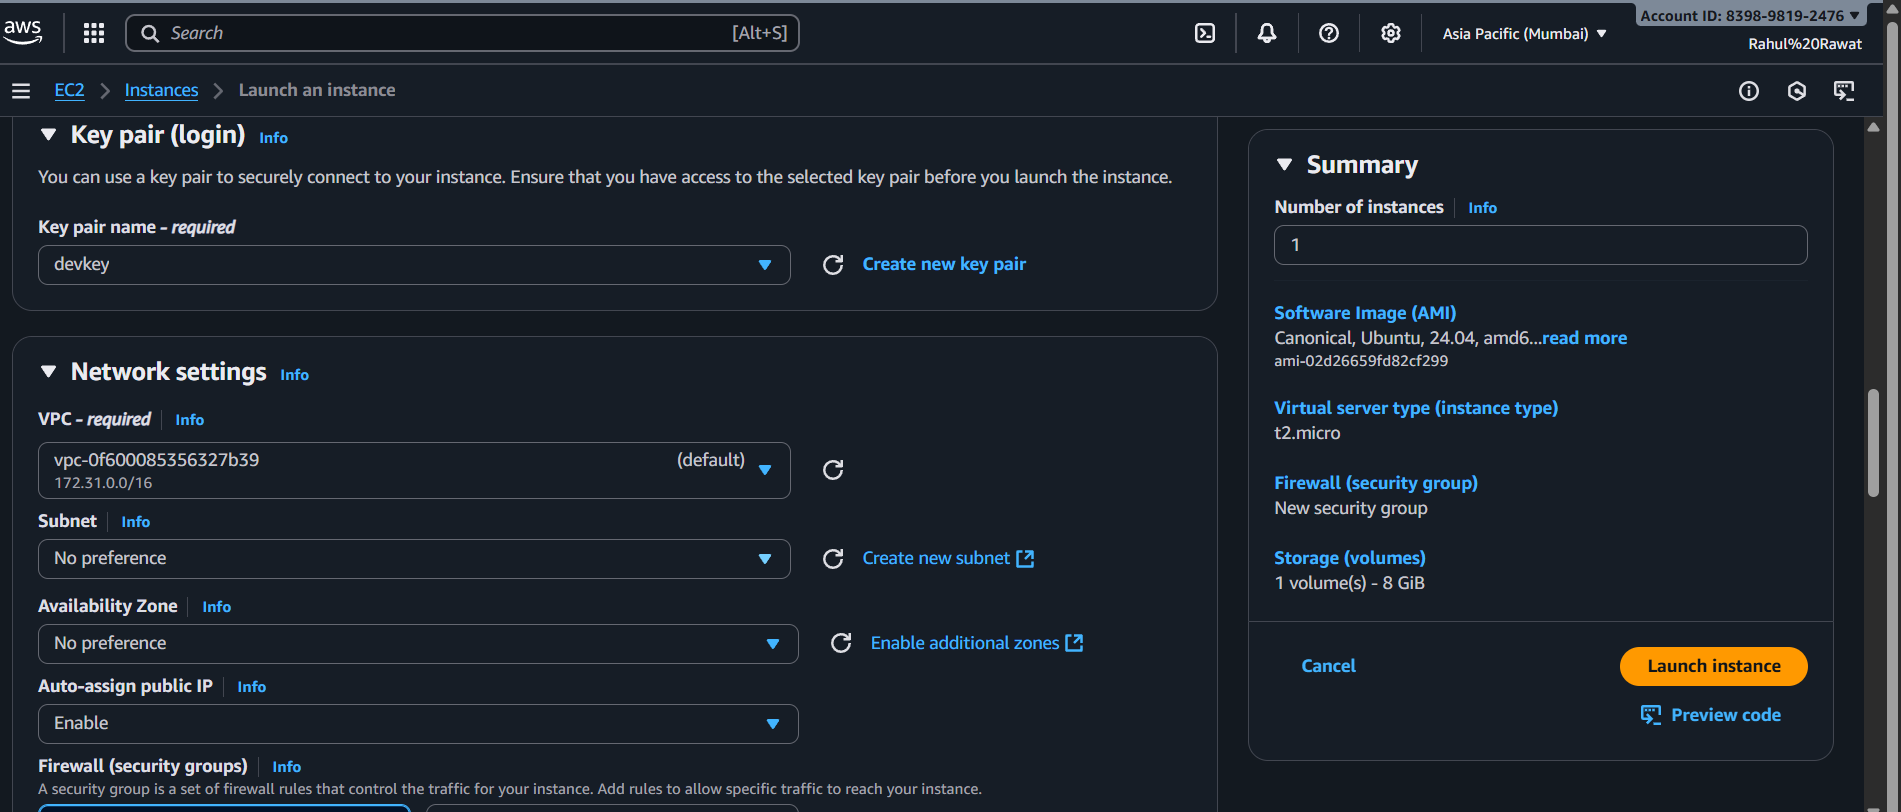 aws
Search [Alt+S]
Asia Pacific (Mumbai)
Account ID: 8398-9819-2476
Rahul%20Rawat
EC2 Instances Launch an instance
Key pair (login) Info
You can use a key pair to securely connect to your instance. Ensure that you have access to the selected key pair before you launch the instance.
Key pair name - required
devkey
Create new key pair
Network settings Info
VPC - required Info
vpc-0f600085356327b39 (default)
172.31.0.0/16
Subnet Info
No preference
Create new subnet
Availability Zone Info
No preference
Enable additional zones
Auto-assign public IP Info
Enable
Firewall (security groups) Info
A security group is a set of firewall rules that control the traffic for your instance. Add rules to allow specific traffic to reach your instance.
Summary
Number of instances Info
1
Software Image (AMI)
Canonical, Ubuntu, 24.04, amd6...read more
ami-02d26659fd82cf299
Virtual server type (instance type)
t2.micro
Firewall (security group)
New security group
Storage (volumes)
1 volume(s) - 8 GiB
Cancel
Launch instance
Preview code